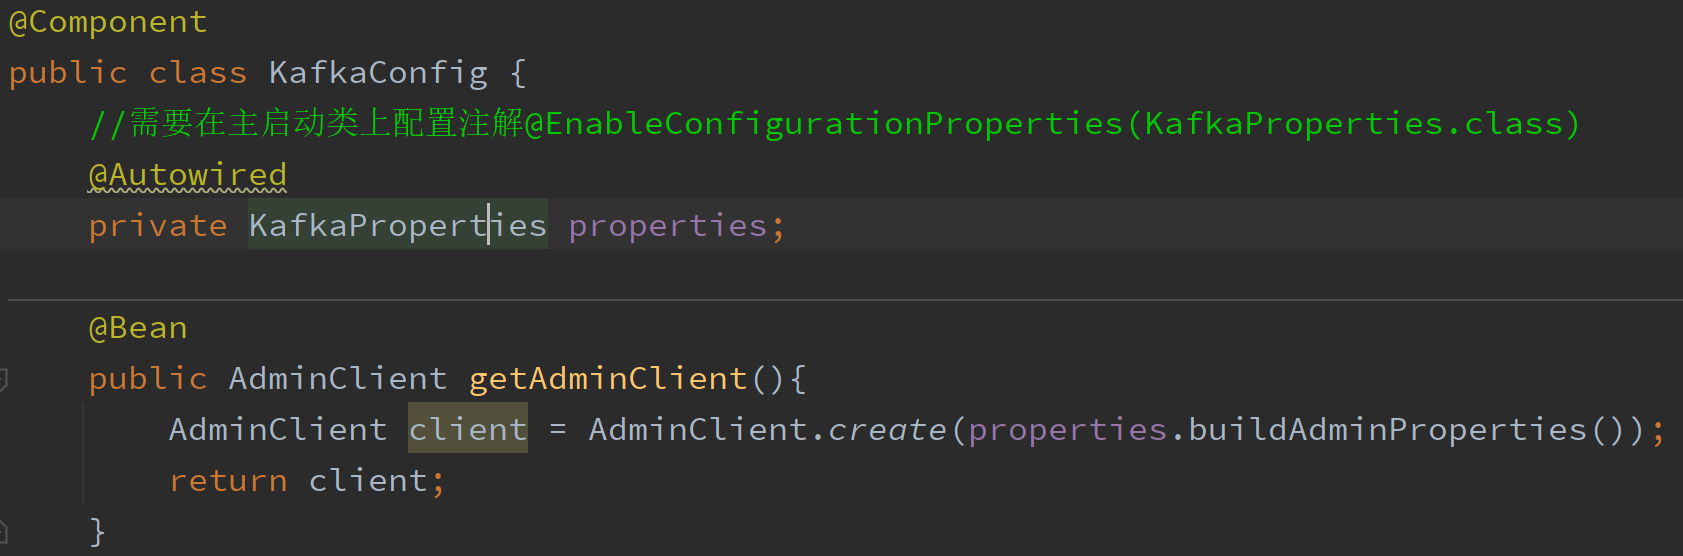 @Component
public class KafkaConfig {
//需要在主启动类上配置注解@EnableConfigurationProperties(KafkaProperties.class)
@Autowired
private KafkaProperties properties;
@Bean
public AdminClient getAdminClient(){
AdminClient client = AdminClient.create(properties.buildAdminProperties());
return client;
}